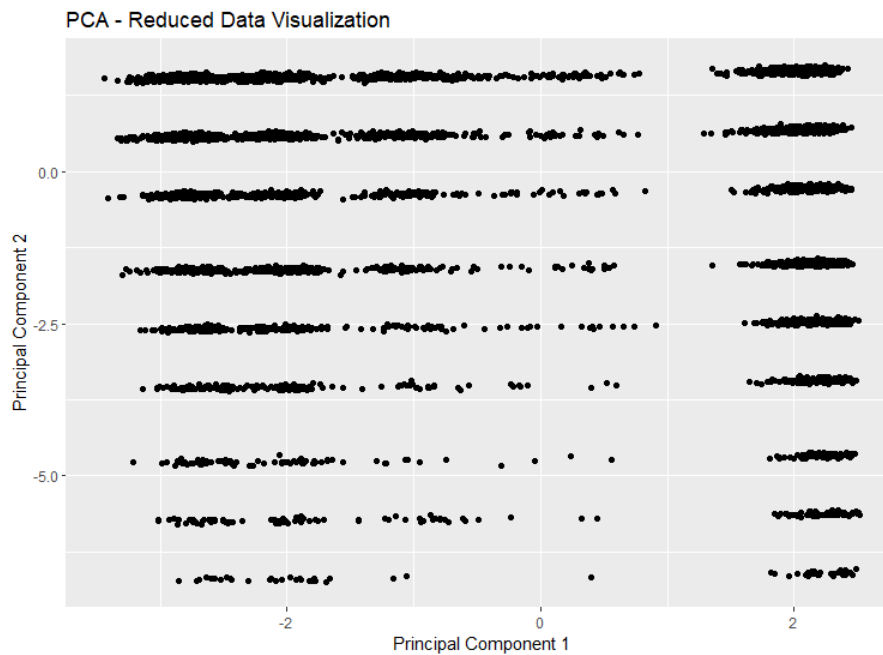 PCA - Reduced Data Visualization
Principal Component 2
0.0
-2.5
-5.0
-2
0
2
Principal Component 1